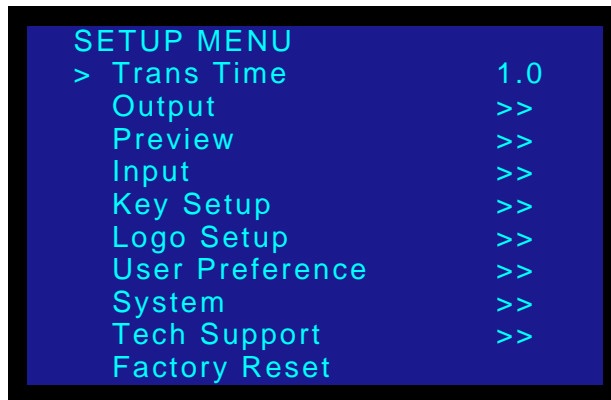 SETUP MENU
> Trans Time 1.0
Output >>
Preview >>
Input >>
Key Setup >>
Logo Setup >>
User Preference >>
System >>
Tech Support >>
Factory Reset